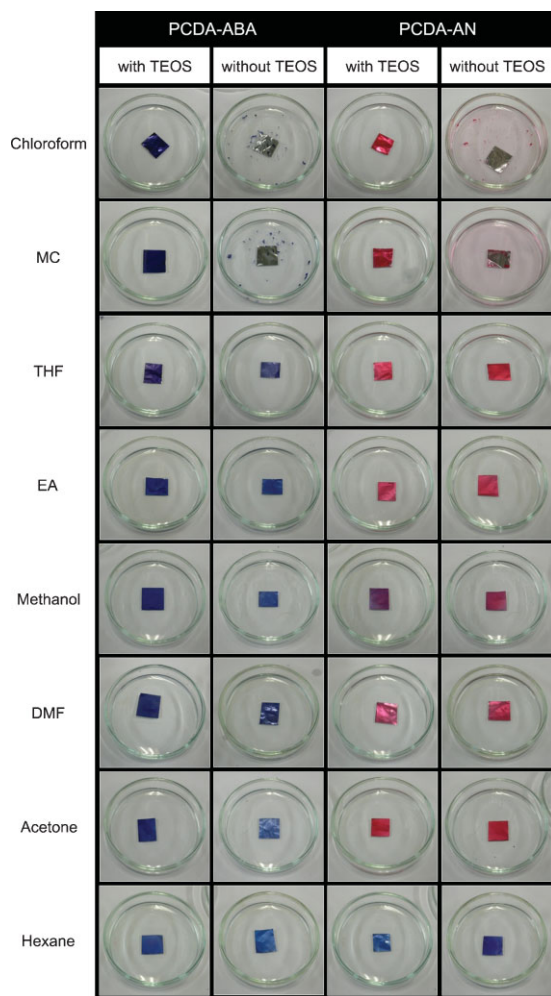 PCDA-ABA PCDA-AN
with TEOS without TEOS with TEOS without TEOS
Chloroform
MC
THF
EA
Methanol
DMF
Acetone
Hexane